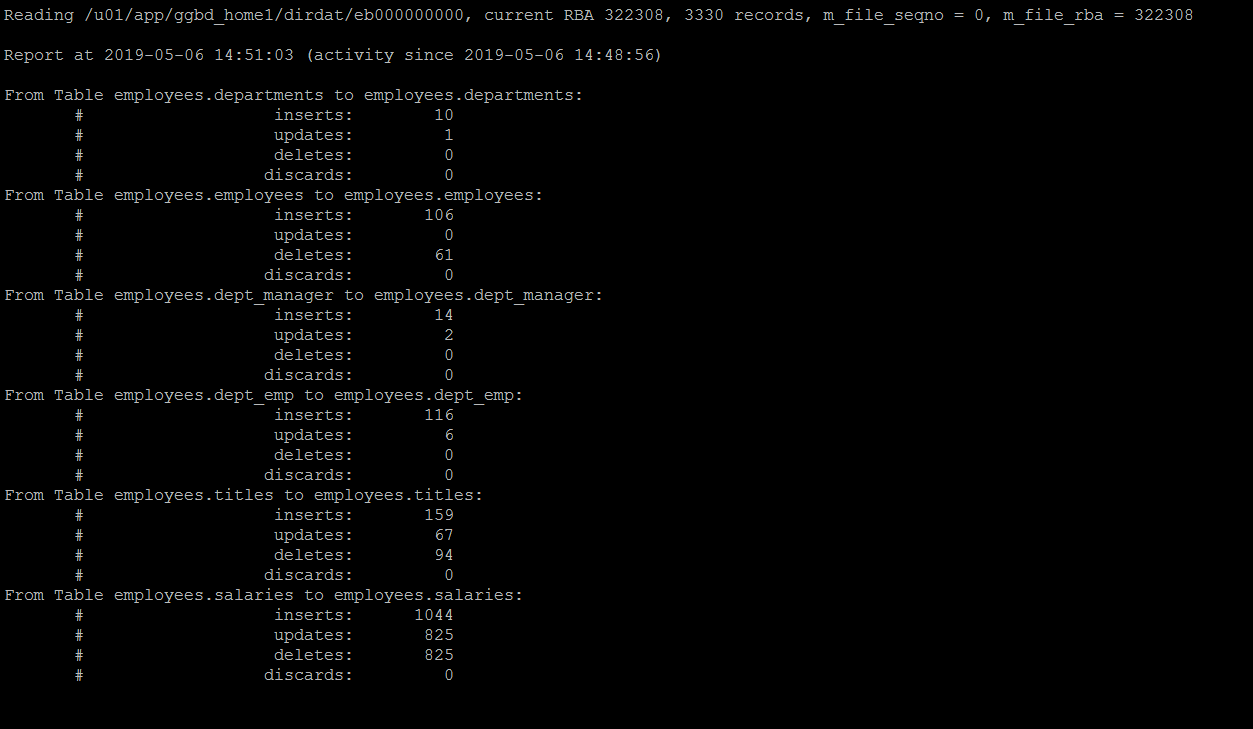 Reading /u01/app/ggbd_home1/dirdat/eb000000000, current RBA 322308, 3330 records, m_file_seqno = 0, m_file_rba = 322308
Report at 2019-05-06 14:51:03 (activity since 2019-05-06 14:48:56)
From Table employees.departments to employees.departments:
# inserts: 10
# updates: 1
# deletes: 0
# discards: 0
From Table employees.employees to employees.employees:
# inserts: 106
# updates: 0
# deletes: 61
# discards: 0
From Table employees.dept_manager to employees.dept_manager:
# inserts: 14
# updates: 2
# deletes: 0
# discards: 0
From Table employees.dept_emp to employees.dept_emp:
# inserts: 116
# updates: 6
# deletes: 0
# discards: 0
From Table employees.titles to employees.titles:
# inserts: 159
# updates: 67
# deletes: 94
# discards: 0
From Table employees.salaries to employees.salaries:
# inserts: 1044
# updates: 825
# deletes: 825
# discards: 0